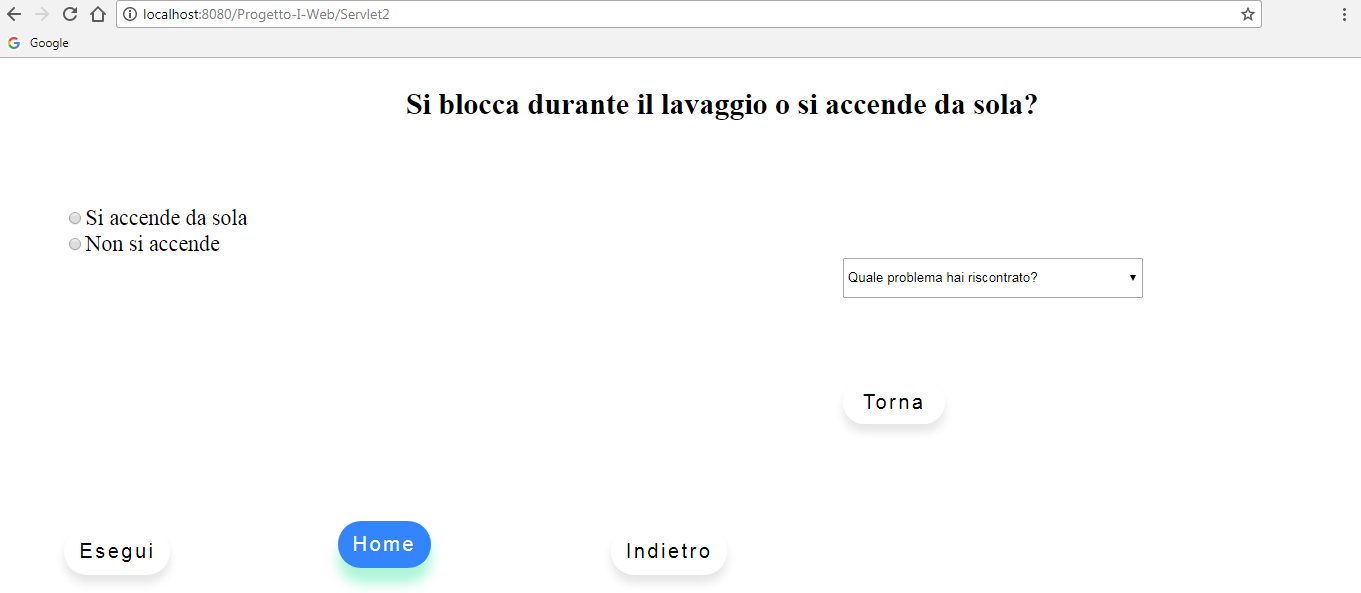 localhost:8080/Progetto-I-Web/Servlet2
Google
Si blocca durante il lavaggio o si accende da sola?
Si accende da sola
Non si accende
Quale problema hai riscontrato?
Torna
Esegui
Home
Indietro